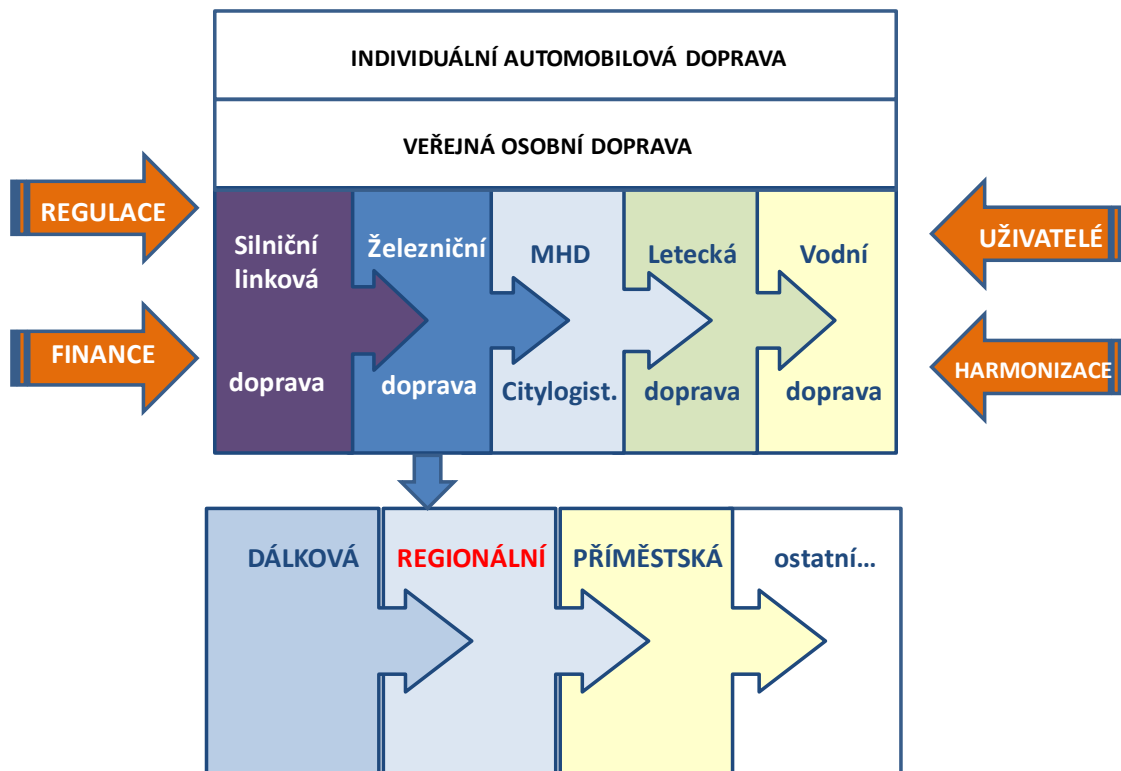 INDIVIDUÁLNÍ AUTOMOBILOVÁ DOPRAVA
VEŘEJNÁ OSOBNÍ DOPRAVA
REGULACE
FINANCE
Silniční
linková
doprava
Železniční
doprava
MHD
Citylogist.
Letecká
doprava
Vodní
doprava
UŽIVATELÉ
HARMONIZACE
DÁLKOVÁ
REGIONÁLNÍ
PŘÍMĚSTSKÁ
ostatní...